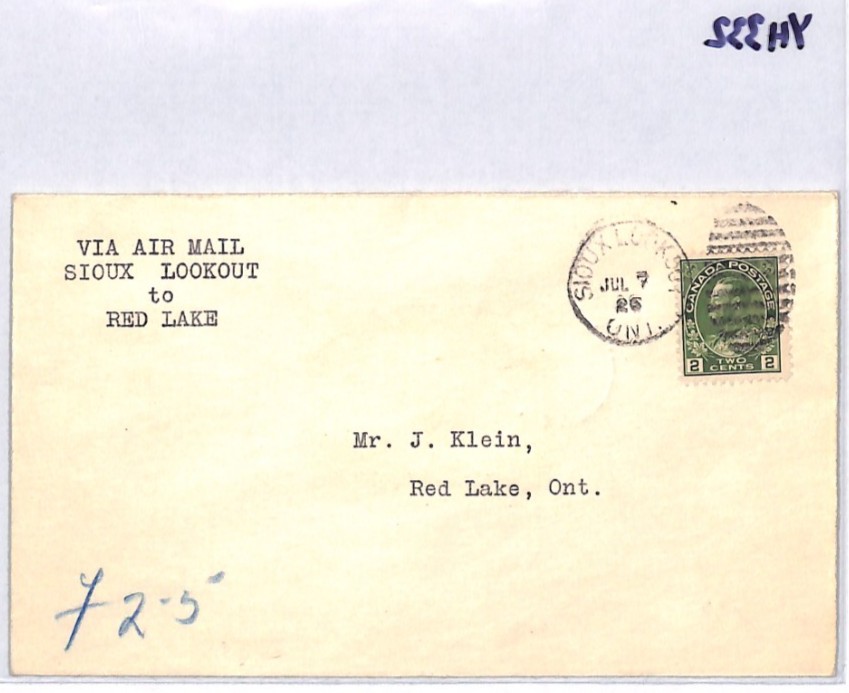 YH332
VIA AIR MAIL
SIOUX LOOKOUT
to
RED LAKE
SIOUX LOOKOUT
JUL 7
26
ONT
CANADA POSTAGE
2 TWO CENTS 2
Mr. J. Klein,
Red Lake, Ont.
72-5